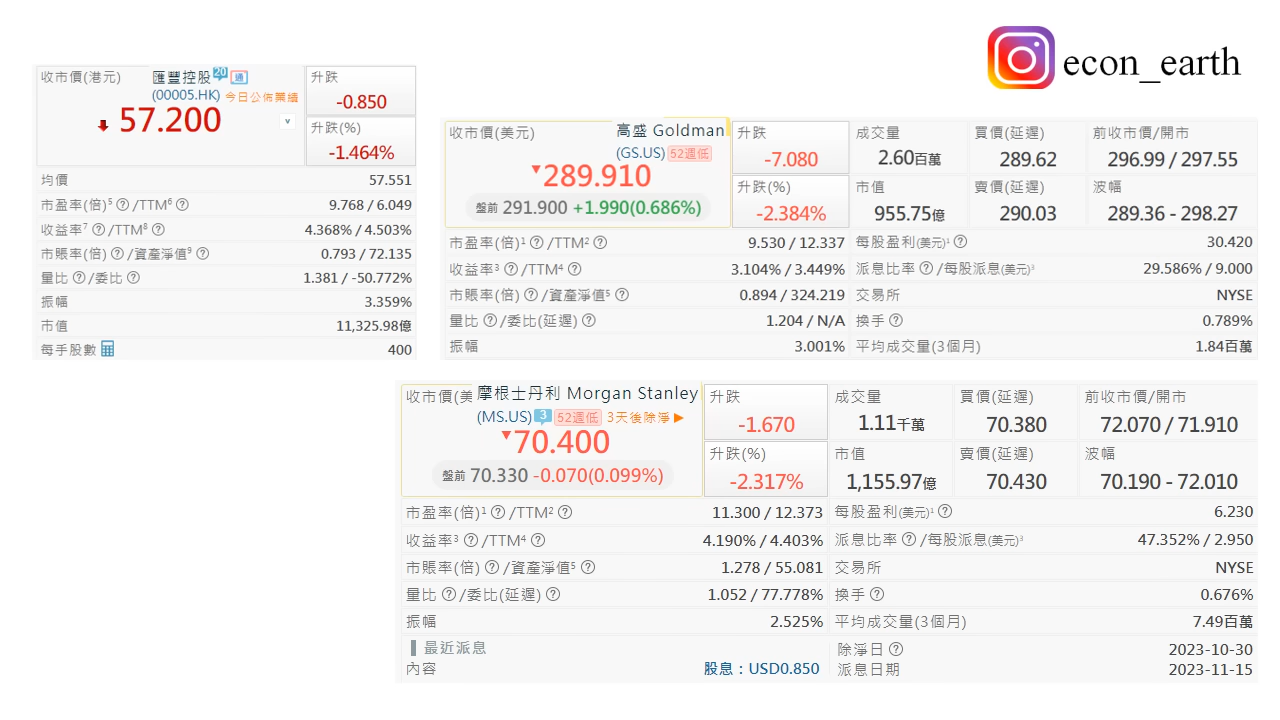 econ_earth
收市價(港元) 匯豐控股 20 通
(00005.HK) 今日公佈業績
57.200
升跌
-0.850
升跌(%)
-1.464%
均價 57.551
市盈率(倍)⁵ ?/TTM⁶ ? 9.768 / 6.049
收益率⁷ ?/TTM⁸ ? 4.368% / 4.503%
市賬率(倍) ?/資產淨值⁹ ? 0.793 / 72.135
量比 ?/委比 ? 1.381 / -50.772%
振幅 3.359%
市值 11,325.98億
每手股數 400
收市價(美元) 高盛 Goldman
(GS.US) 52週低
289.910
盤前 291.900 +1.990(0.686%)
升跌
-7.080
升跌(%)
-2.384%
成交量 買價(延遲) 前收市價/開市
2.60百萬 289.62 296.99 / 297.55
市值 賣價(延遲) 波幅
955.75億 290.03 289.36 - 298.27
市盈率(倍)¹ ?/TTM² ? 9.530 / 12.337 每股盈利(美元)¹ ? 30.420
收益率³ ?/TTM⁴ ? 3.104% / 3.449% 派息比率 ?/每股派息(美元)³ 29.586% / 9.000
市賬率(倍) ?/資產淨值⁵ ? 0.894 / 324.219 交易所 NYSE
量比 ?/委比(延遲) ? 1.204 / N/A 換手 ? 0.789%
振幅 3.001% 平均成交量(3個月) 1.84百萬
收市價(美 摩根士丹利 Morgan Stanley
(MS.US) 3 52週低 3天後除淨 ▶
70.400
盤前 70.330 -0.070(0.099%)
升跌
-1.670
升跌(%)
-2.317%
成交量 買價(延遲) 前收市價/開市
1.11千萬 70.380 72.070 / 71.910
市值 賣價(延遲) 波幅
1,155.97億 70.430 70.190 - 72.010
市盈率(倍)¹ ?/TTM² ? 11.300 / 12.373 每股盈利(美元)¹ ? 6.230
收益率³ ?/TTM⁴ ? 4.190% / 4.403% 派息比率 ?/每股派息(美元)³ 47.352% / 2.950
市賬率(倍) ?/資產淨值⁵ ? 1.278 / 55.081 交易所 NYSE
量比 ?/委比(延遲) ? 1.052 / 77.778% 換手 ? 0.676%
振幅 2.525% 平均成交量(3個月) 7.49百萬
最近派息 除淨日 ? 2023-10-30
內容 股息：USD0.850 派息日期 2023-11-15